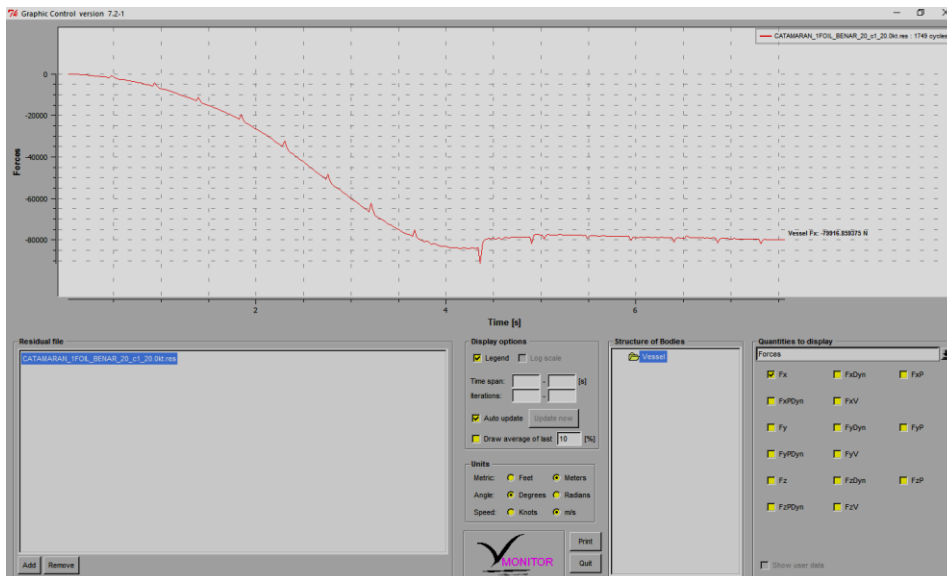 Graphic Control version 7.2-1
CATAMARAN_1FOIL_BENAR_20_c1_20.0kt.res : 1749 cycles
0
-20000
-40000
-60000
-80000
Forces
Vessel Fx: -79916.839375 N
2
4
6
Time [s]
Residual file
CATAMARAN_1FOIL_BENAR_20_c1_20.0kt.res
Add
Remove
Display options
Legend
Log scale
Time span:
-
[s]
Iterations:
-
Auto update
Update now
Draw average of last
10
[%]
Units
Metric:
Feet
Meters
Angle:
Degrees
Radians
Speed:
Knots
m/s
MONITOR
Print
Quit
Structure of Bodies
Vessel
Quantities to display
Forces
Fx
FxDyn
FxP
FxPDyn
FxV
Fy
FyDyn
FyP
FyPDyn
FyV
Fz
FzDyn
FzP
FzPDyn
FzV
Show user data